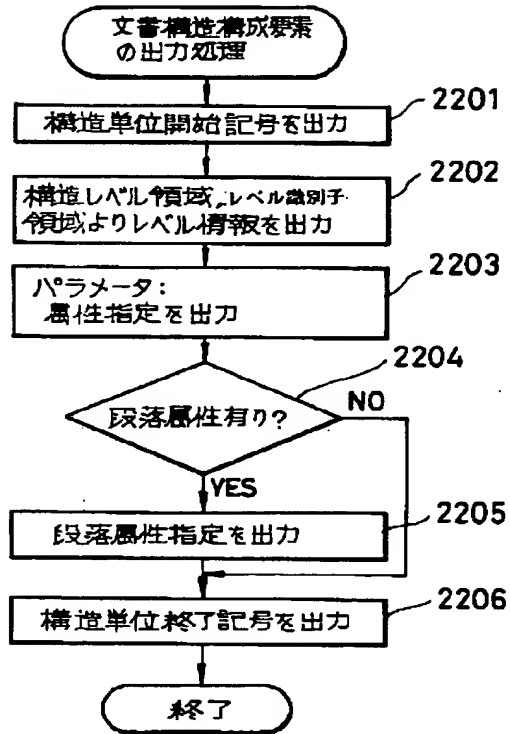 文書構造構成要素
の出力処理
2201
構造単位開始記号を出力
2202
構造レベル領域,レベル識別子
領域よりレベル情報を出力
2203
パラメータ:
属性指定を出力
2204
段落属性有り?
NO
YES
2205
段落属性指定を出力
2206
構造単位終了記号を出力
終了